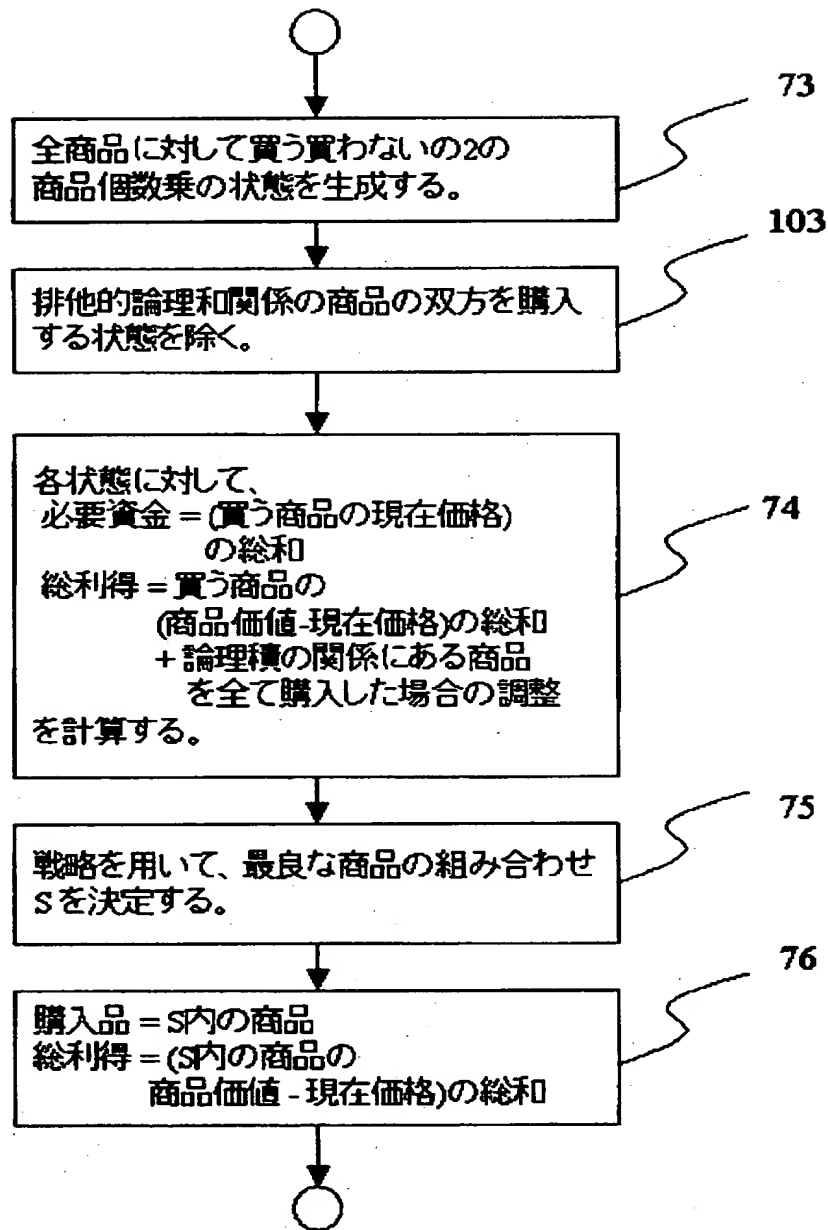 73
全商品に対して買う買わないの2の
商品個数乗の状態を生成する。
103
排他的論理和関係の商品の双方を購入
する状態を除く。
74
各状態に対して、
必要資金 = (買う商品の現在価格)
の総和
総利得 = 買う商品の
(商品価値-現在価格)の総和
+ 論理積の関係にある商品
を全て購入した場合の調整
を計算する。
75
戦略を用いて、最良な商品の組み合わせ
Sを決定する。
76
購入品 = S内の商品
総利得 = (S内の商品の
商品価値 - 現在価格)の総和